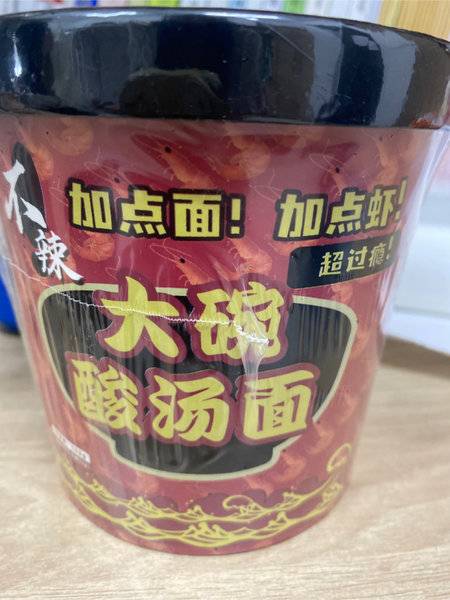 不辣
加点面！ 加点虾！
超过瘾！
大碗
酸汤面